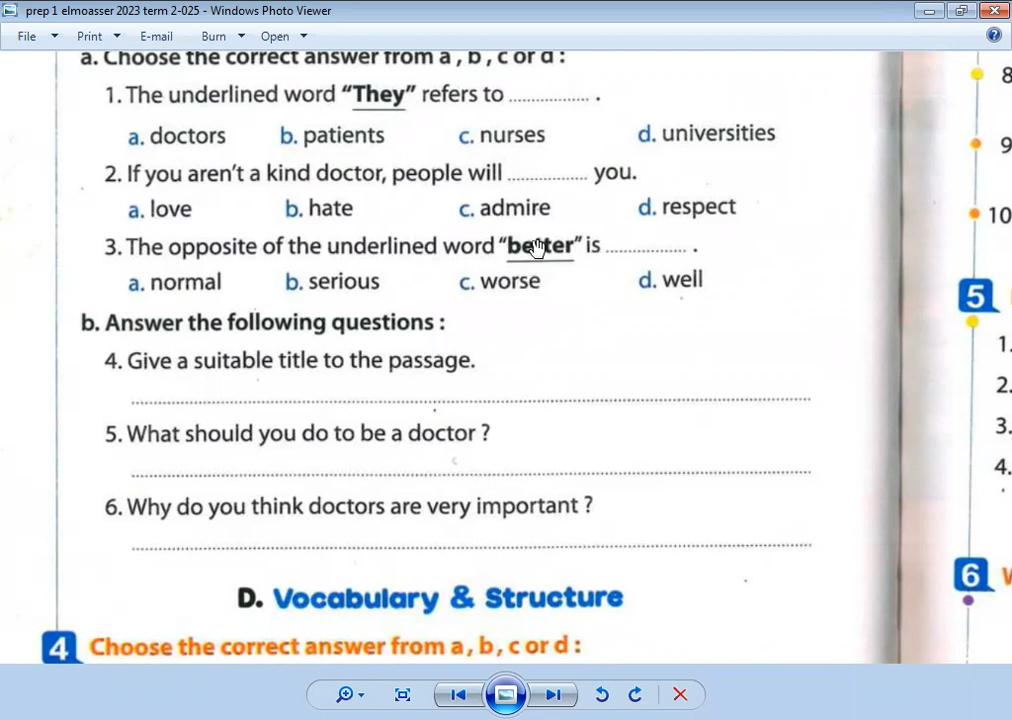 prep 1 elmoasser 2023 term 2-025 - Windows Photo Viewer
File Print E-mail Burn Open
a. Choose the correct answer from a , b , c or d :
1. The underlined word “They” refers to ................ .
a. doctors b. patients c. nurses d. universities
2. If you aren't a kind doctor, people will ................ you.
a. love b. hate c. admire d. respect
3. The opposite of the underlined word “better” is ................ .
a. normal b. serious c. worse d. well
b. Answer the following questions :
4. Give a suitable title to the passage.
5. What should you do to be a doctor ?
6. Why do you think doctors are very important ?
D. Vocabulary & Structure
4 Choose the correct answer from a , b , c or d :
8
9
10
5
1.
2.
3.
4.
6